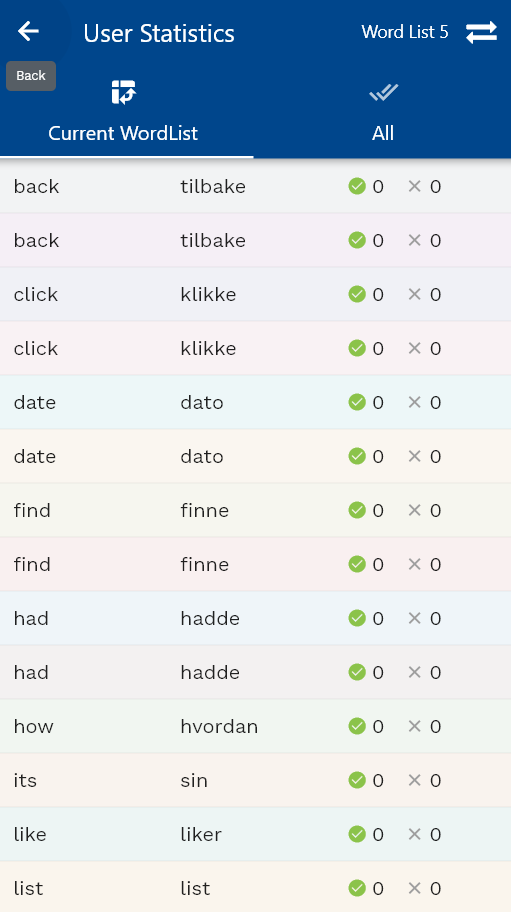 User Statistics Word List 5
Back
Current WordList All
back tilbake 0 0
back tilbake 0 0
click klikke 0 0
click klikke 0 0
date dato 0 0
date dato 0 0
find finne 0 0
find finne 0 0
had hadde 0 0
had hadde 0 0
how hvordan 0 0
its sin 0 0
like liker 0 0
list list 0 0